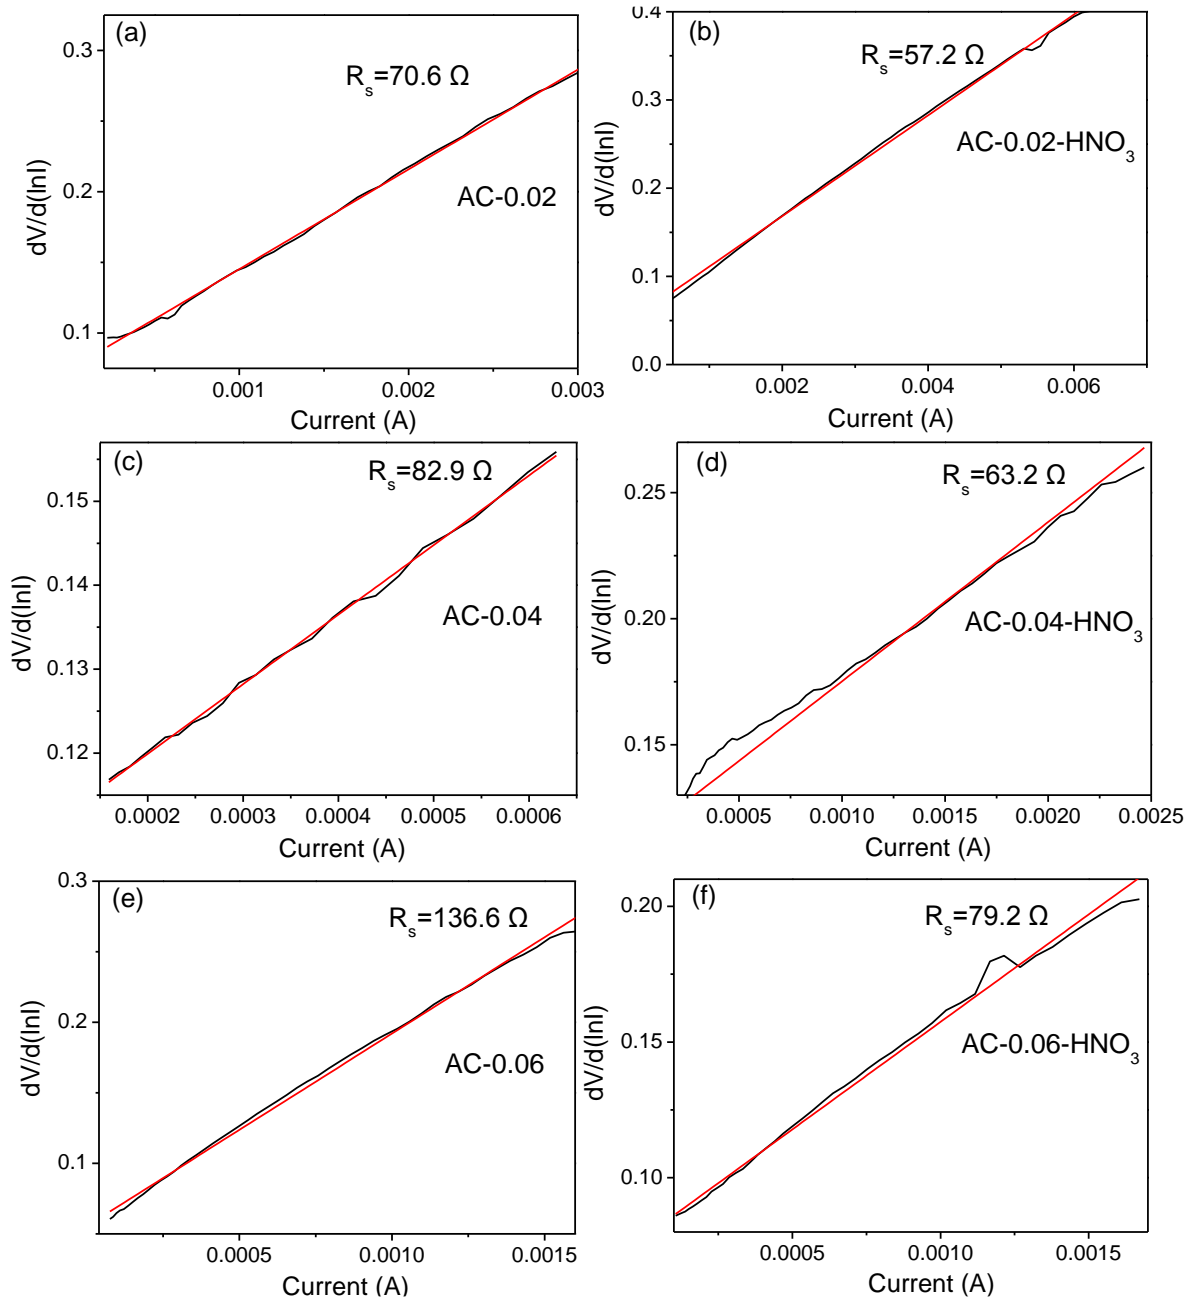 (a)
R_s=70.6 Ω
AC-0.02
0.3
0.2
0.1
dV/d(lnI)
0.001 0.002 0.003
Current (A)
(b)
R_s=57.2 Ω
AC-0.02-HNO_3
0.4
0.4
0.3
0.2
0.1
0.0
dV/d(lnI)
0.002 0.004 0.006
Current (A)
(c)
R_s=82.9 Ω
AC-0.04
0.15
0.14
0.13
0.12
dV/d(lnI)
0.0002 0.0003 0.0004 0.0005 0.0006
Current (A)
(d)
R_s=63.2 Ω
AC-0.04-HNO_3
0.25
0.20
0.15
dV/d(lnI)
0.0005 0.0010 0.0015 0.0020 0.0025
Current (A)
(e)
R_s=136.6 Ω
AC-0.06
0.3
0.2
0.1
dV/d(lnI)
0.0005 0.0010 0.0015
Current (A)
(f)
R_s=79.2 Ω
AC-0.06-HNO_3
0.20
0.15
0.10
dV/d(lnI)
0.0005 0.0010 0.0015
Current (A)